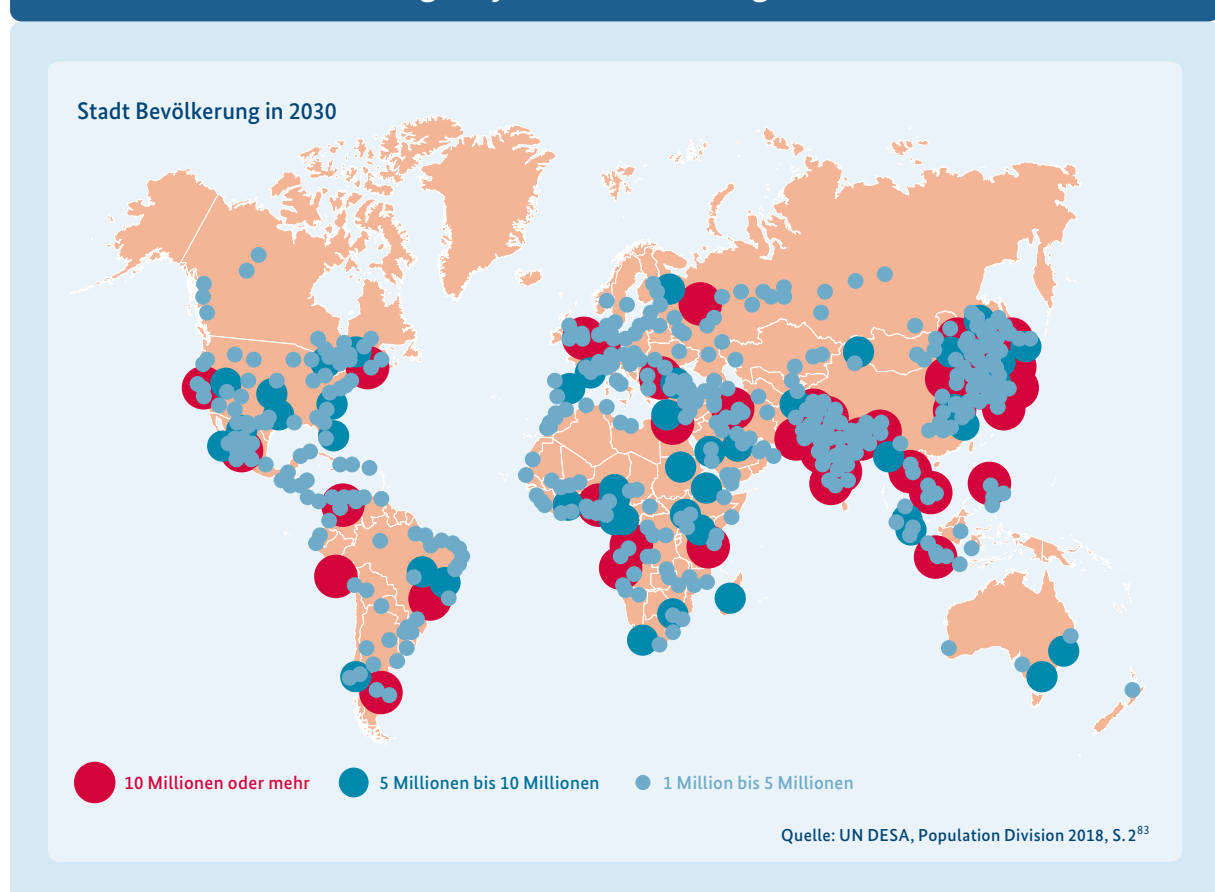 Stadt Bevölkerung in 2030
10 Millionen oder mehr
5 Millionen bis 10 Millionen
1 Million bis 5 Millionen
Quelle: UN DESA, Population Division 2018, S. 2⁸³